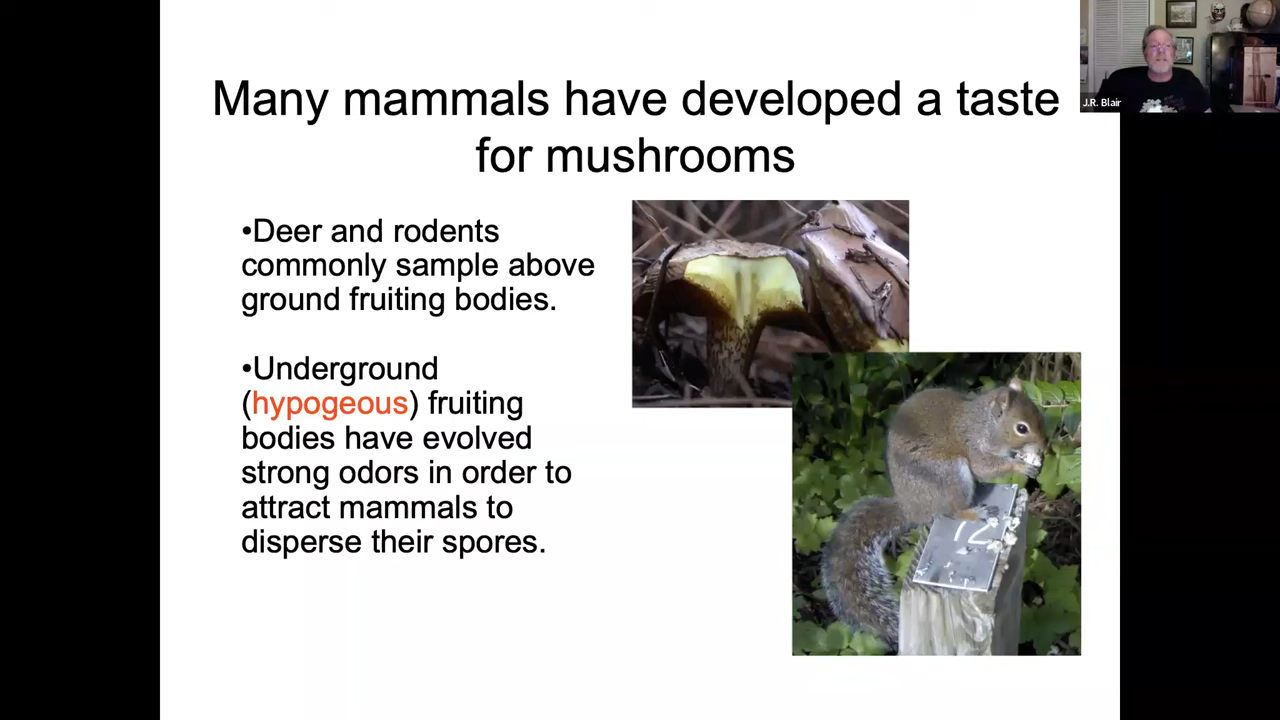 Many mammals have developed a taste
for mushrooms
•Deer and rodents
commonly sample above
ground fruiting bodies.
•Underground
(hypogeous) fruiting
bodies have evolved
strong odors in order to
attract mammals to
disperse their spores.
12
J.R. Blair